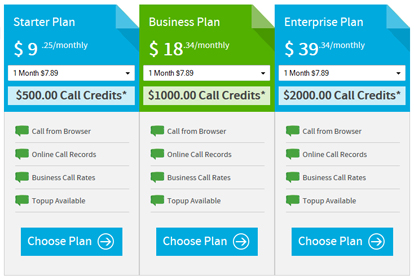 Starter Plan
$ 9 .25/monthly
1 Month $7.89
$500.00 Call Credits*
Call from Browser
Online Call Records
Business Call Rates
Topup Available
Choose Plan
Business Plan
$ 18 .34/monthly
1 Month $7.89
$1000.00 Call Credits*
Call from Browser
Online Call Records
Business Call Rates
Topup Available
Choose Plan
Enterprise Plan
$ 39 .34/monthly
1 Month $7.89
$2000.00 Call Credits*
Call from Browser
Online Call Records
Business Call Rates
Topup Available
Choose Plan